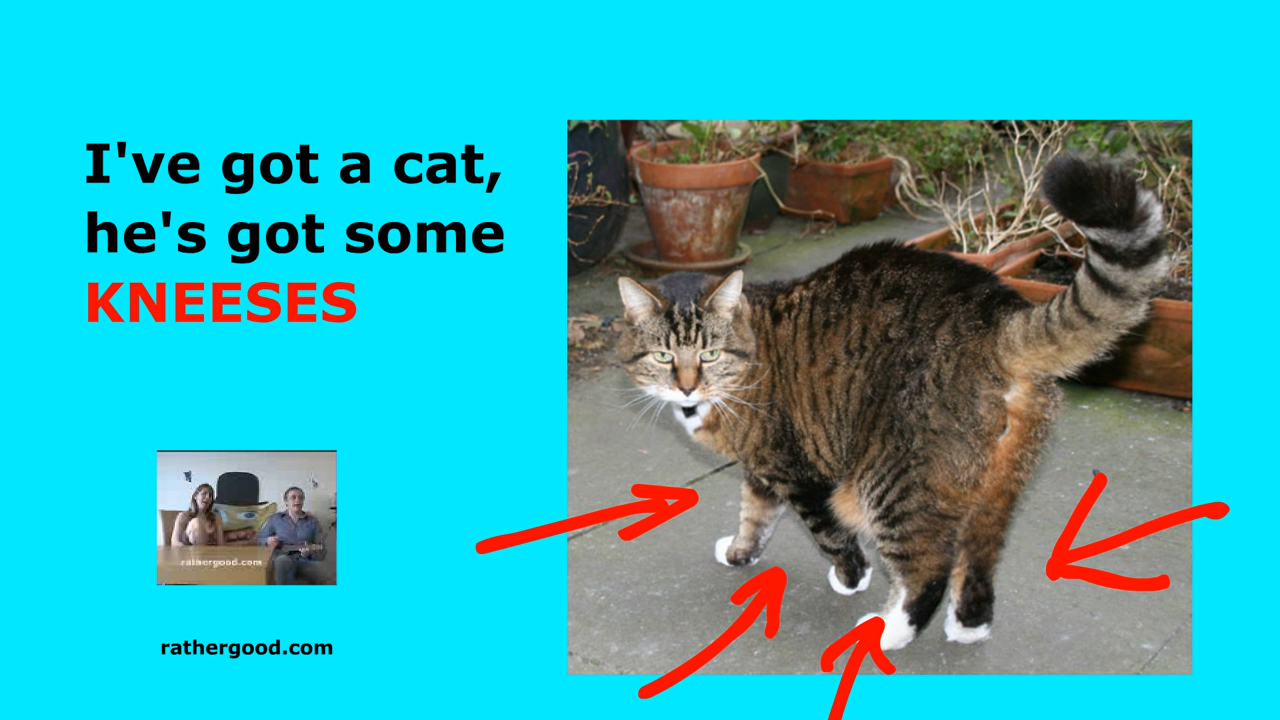 I've got a cat,
he's got some
KNEESES
rathergood.com
rathergood.com